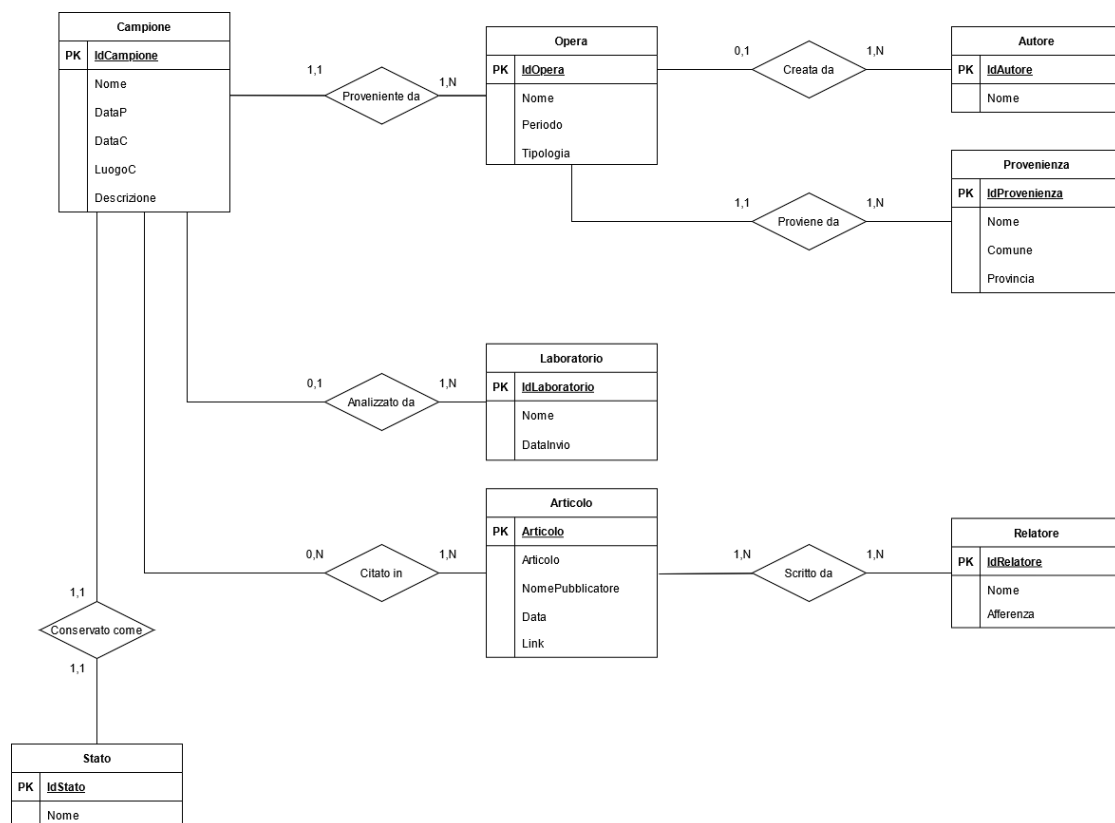 Campione
PK IdCampione
Nome
DataP
DataC
LuogoC
Descrizione
1,1
Proveniente da
1,N
Opera
PK IdOpera
Nome
Periodo
Tipologia
0,1
Creata da
1,N
Autore
PK IdAutore
Nome
1,1
Proviene da
1,N
Provenienza
PK IdProvenienza
Nome
Comune
Provincia
0,1
Analizzato da
1,N
Laboratorio
PK IdLaboratorio
Nome
DataInvio
0,N
Citato in
1,N
Articolo
PK Articolo
Articolo
NomePubblicatore
Data
Link
1,N
Scritto da
1,N
Relatore
PK IdRelatore
Nome
Afferenza
1,1
Conservato come
1,1
Stato
PK IdStato
Nome